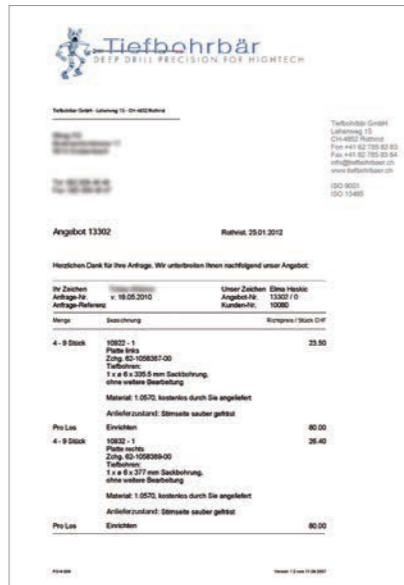 Tiefbohrbär
DEEP DRILL PRECISION FOR HIGHTECH
Tiefbohrbär GmbH - Lehenweg 15 - CH-4852 Rothrist
Tiefbohrbär GmbH
Lehenweg 15
CH-4852 Rothrist
Fon +41 62 785 83 83
Fax +41 62 785 83 84
info@tiefbohrbaer.ch
www.tiefbohrbaer.ch
ISO 9001
ISO 13485
Angebot 13302 Rothrist, 25.01.2012
Herzlichen Dank für Ihre Anfrage. Wir unterbreiten Ihnen nachfolgend unser Angebot:
Ihr Zeichen Unser Zeichen Elma Haskic
Anfrage-Nr. v. 19.05.2010 Angebot-Nr. 13302 / 0
Anfrage-Referenz Kunden-Nr. 10080
Menge Bezeichnung Richtpreis / Stück CHF
4 - 9 Stück 10922 - 1 23.50
Platte links
Zchg. 62-1058387-00
Tiefbohren:
1 x ø 6 x 335.5 mm Sackbohrung,
ohne weitere Bearbeitung
Material: 1.0570, kostenlos durch Sie angeliefert
Anlieferzustand: Stirnseite sauber gefräst
Pro Los Einrichten 80.00
4 - 9 Stück 10932 - 1 26.40
Platte rechts
Zchg. 62-1058389-00
Tiefbohren:
1 x ø 6 x 377 mm Sackbohrung,
ohne weitere Bearbeitung
Material: 1.0570, kostenlos durch Sie angeliefert
Anlieferzustand: Stirnseite sauber gefräst
Pro Los Einrichten 80.00